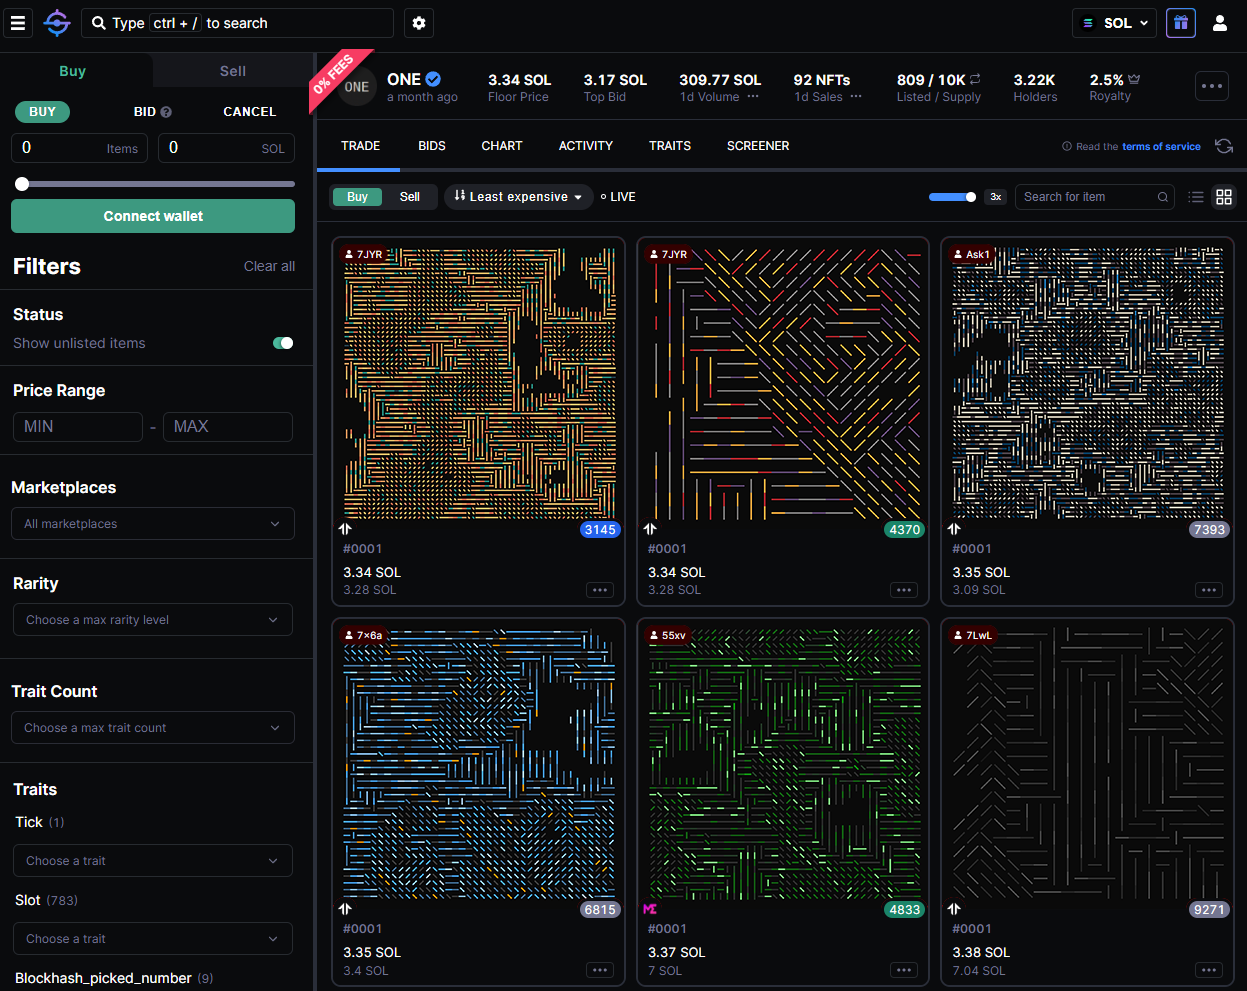 Type ctrl + / to search
SOL
Buy
Sell
BUY
BID
CANCEL
0 Items
0 SOL
Connect wallet
Filters
Clear all
Status
Show unlisted items
Price Range
MIN - MAX
Marketplaces
All marketplaces
Rarity
Choose a max rarity level
Trait Count
Choose a max trait count
Traits
Tick (1)
Choose a trait
Slot (783)
Choose a trait
Blockhash_picked_number (9)
0% FEES
ONE
ONE
a month ago
3.34 SOL
Floor Price
3.17 SOL
Top Bid
309.77 SOL
1d Volume
92 NFTs
1d Sales
809 / 10K
Listed / Supply
3.22K
Holders
2.5%
Royalty
TRADE
BIDS
CHART
ACTIVITY
TRAITS
SCREENER
Read the terms of service
Buy
Sell
Least expensive
LIVE
3x
Search for item
7JYR
3145
#0001
3.34 SOL
3.28 SOL
7JYR
4370
#0001
3.34 SOL
3.28 SOL
Ask1
7393
#0001
3.35 SOL
3.09 SOL
7x6a
6815
#0001
3.35 SOL
3.4 SOL
55xv
4833
#0001
3.37 SOL
7 SOL
7LwL
9271
#0001
3.38 SOL
7.04 SOL